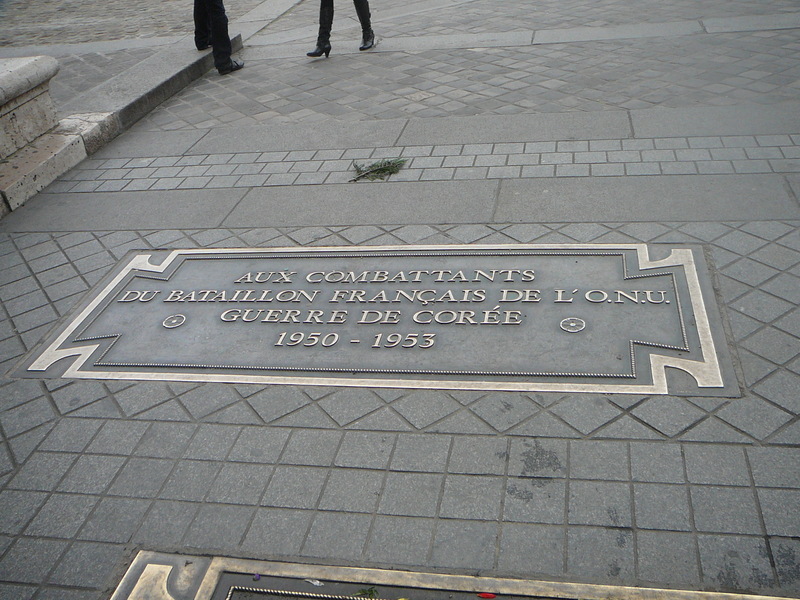 AUX COMBATTANTS
DU BATAILLON FRANÇAIS DE L'O.N.U.
GUERRE DE CORÉE
1950 - 1953